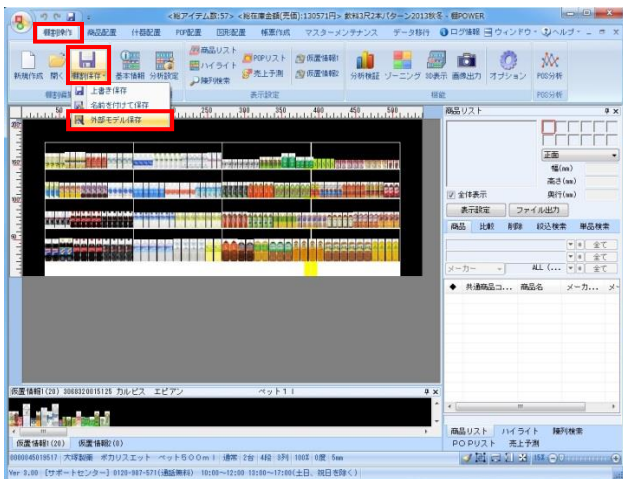 <総アイテム数:57> <総在庫金額(売価):130571円> 飲料3尺2本パターン2013秋冬 - 棚POWER
棚割操作 商品配置 什器配置 POP配置 図形配置 帳票作成 マスターメンテナンス データ移行 ログ情報 ウィンドウ ヘルプ
新規作成 開く 棚割保存 基本情報 分析設定
商品リスト POPリスト 仮置情報1
ハイライト 売上予測 仮置情報2
陳列検索
分析検証 ゾーニング 3D表示 画像出力 オプション POS分析
表示設定 機能 POS分析
上書き保存
名前を付けて保存
外部モデル保存
商品リスト
正面
幅(mm)
高さ(mm)
奥行(mm)
全体表示
表示設定 ファイル出力
商品 比較 削除 絞込検索 単品検索
全て
全て
メーカー ALL (... 全て
共通商品コ... 商品名 メーカ... メー
仮置情報1(20) 3068320815125 カルピス エビアン ペット1 l
仮置情報1(20) 仮置情報2(0)
商品リスト ハイライト 陳列検索
POPリスト 売上予測
0000045019517 大塚製薬 ポカリスエット ペット500ml 通常 2台 4段 8列 100% 0度 5mm
Ver 3.00 [サポートセンター] 0120-987-571(通話無料) 10:00～12:00 13:00～17:00(土日、祝日を除く)